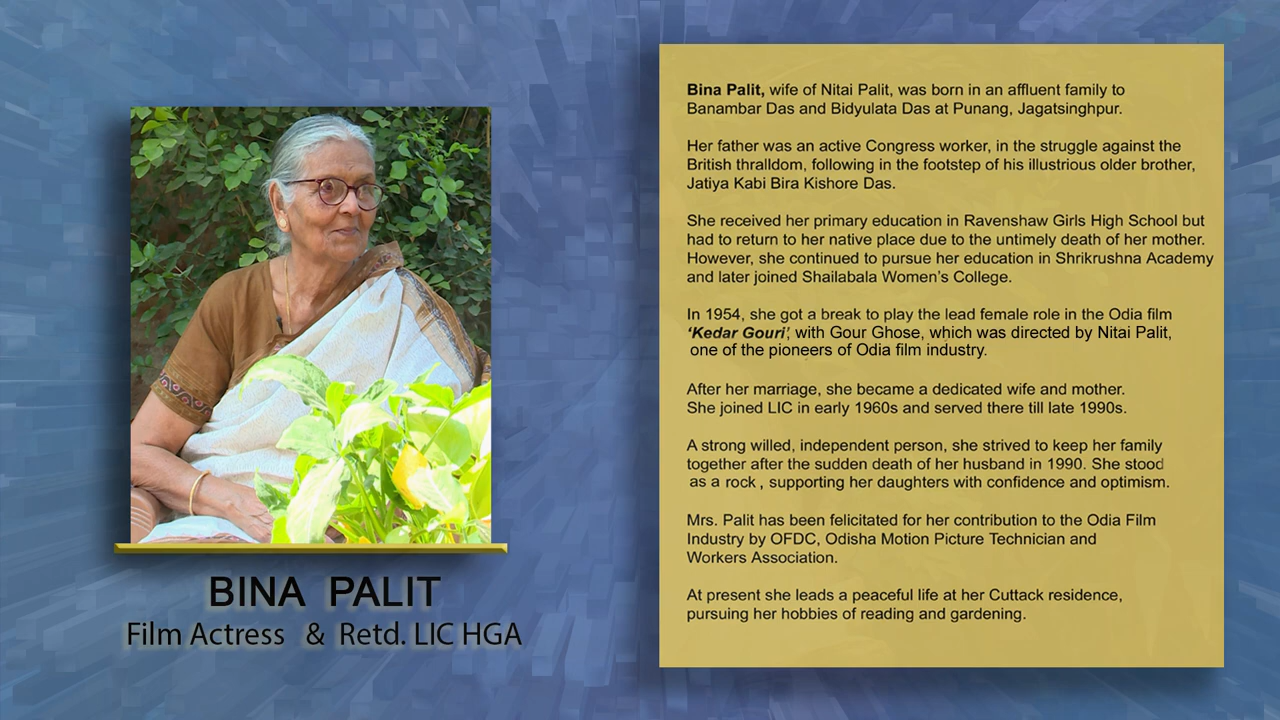 BINA PALIT
Film Actress & Retd. LIC HGA
Bina Palit, wife of Nitai Palit, was born in an affluent family to
Banambar Das and Bidyulata Das at Punang, Jagatsinghpur.
Her father was an active Congress worker, in the struggle against the
British thralldom, following in the footstep of his illustrious older brother,
Jatiya Kabi Bira Kishore Das.
She received her primary education in Ravenshaw Girls High School but
had to return to her native place due to the untimely death of her mother.
However, she continued to pursue her education in Shrikrushna Academy
and later joined Shailabala Women's College.
In 1954, she got a break to play the lead female role in the Odia film
‘Kedar Gouri’, with Gour Ghose, which was directed by Nitai Palit,
one of the pioneers of Odia film industry.
After her marriage, she became a dedicated wife and mother.
She joined LIC in early 1960s and served there till late 1990s.
A strong willed, independent person, she strived to keep her family
together after the sudden death of her husband in 1990. She stood
as a rock , supporting her daughters with confidence and optimism.
Mrs. Palit has been felicitated for her contribution to the Odia Film
Industry by OFDC, Odisha Motion Picture Technician and
Workers Association.
At present she leads a peaceful life at her Cuttack residence,
pursuing her hobbies of reading and gardening.